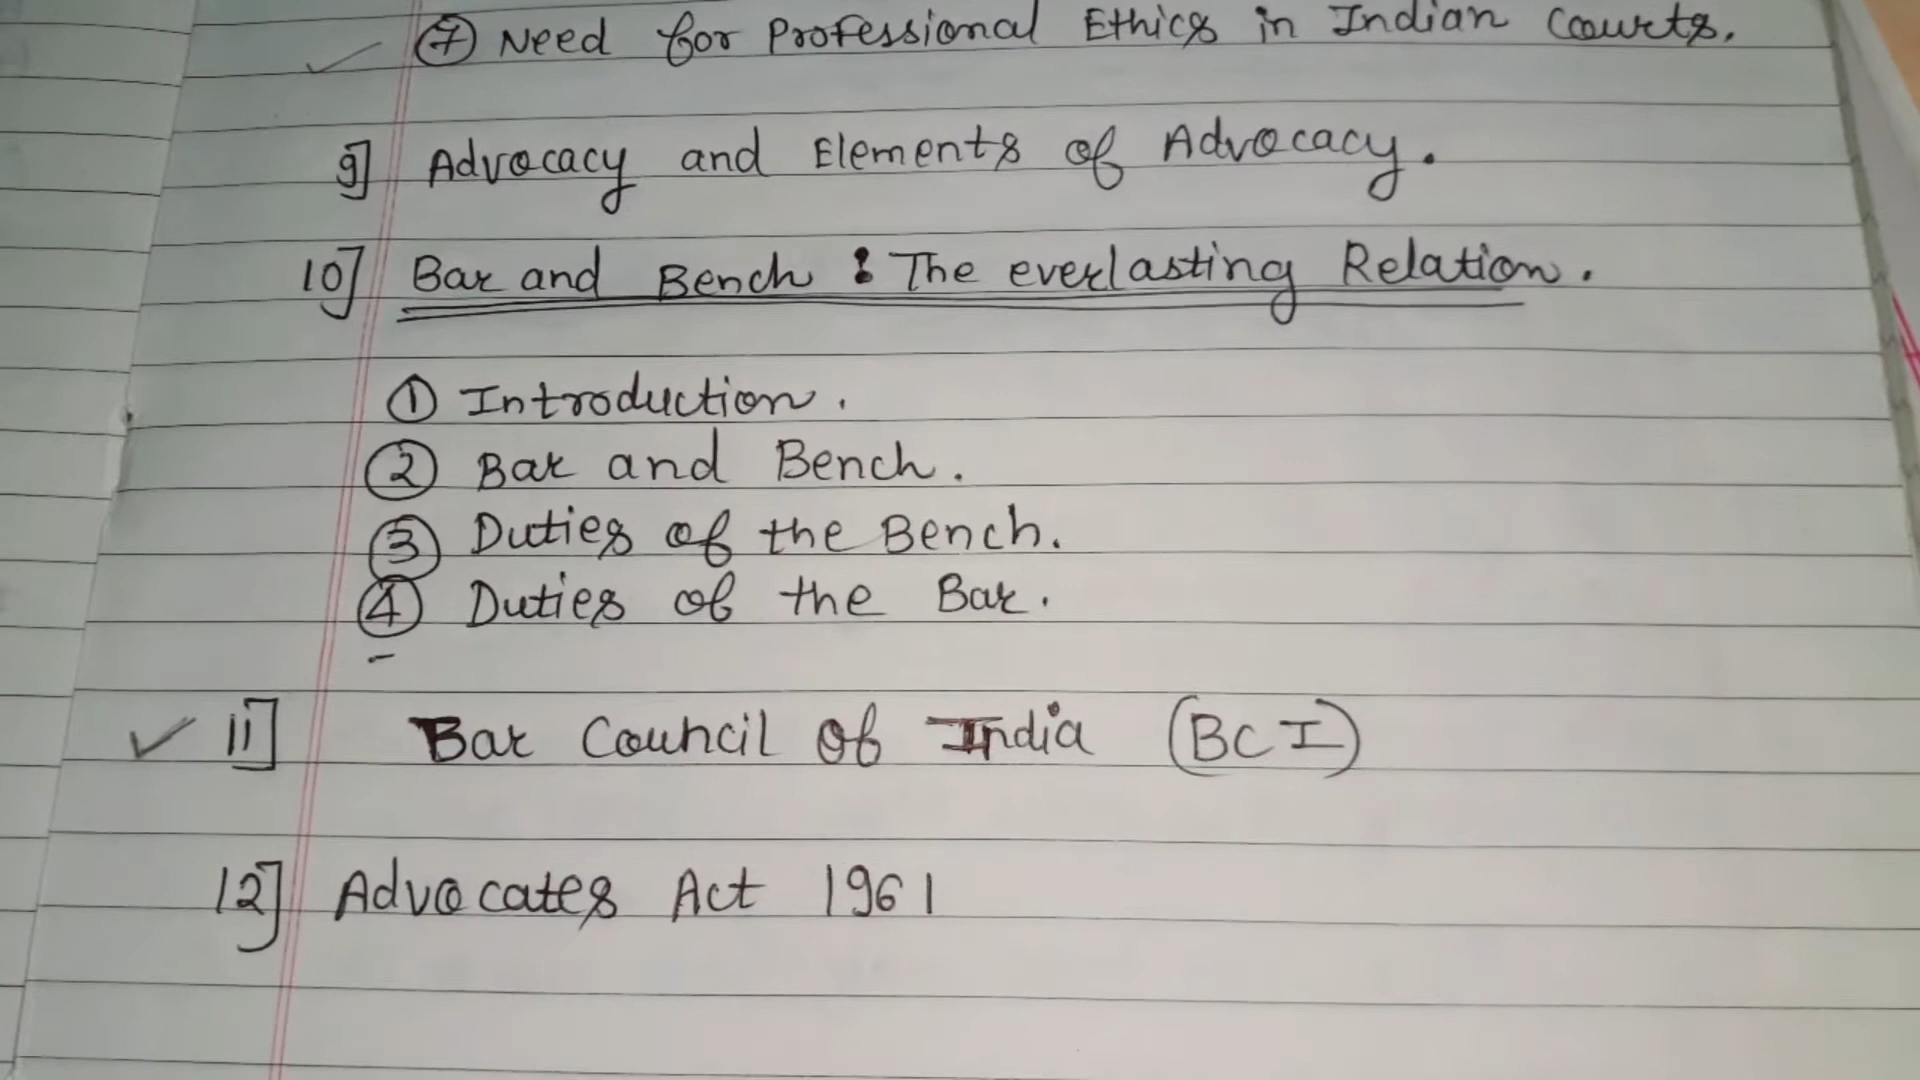 ⑦ Need for Professional Ethics in Indian Courts.
9] Advocacy and Elements of Advocacy.
10] Bar and Bench : The everlasting Relation.
① Introduction.
② Bar and Bench.
③ Duties of the Bench.
④ Duties of the Bar.
11] Bar Council of India (BCI)
12] Advocates Act 1961